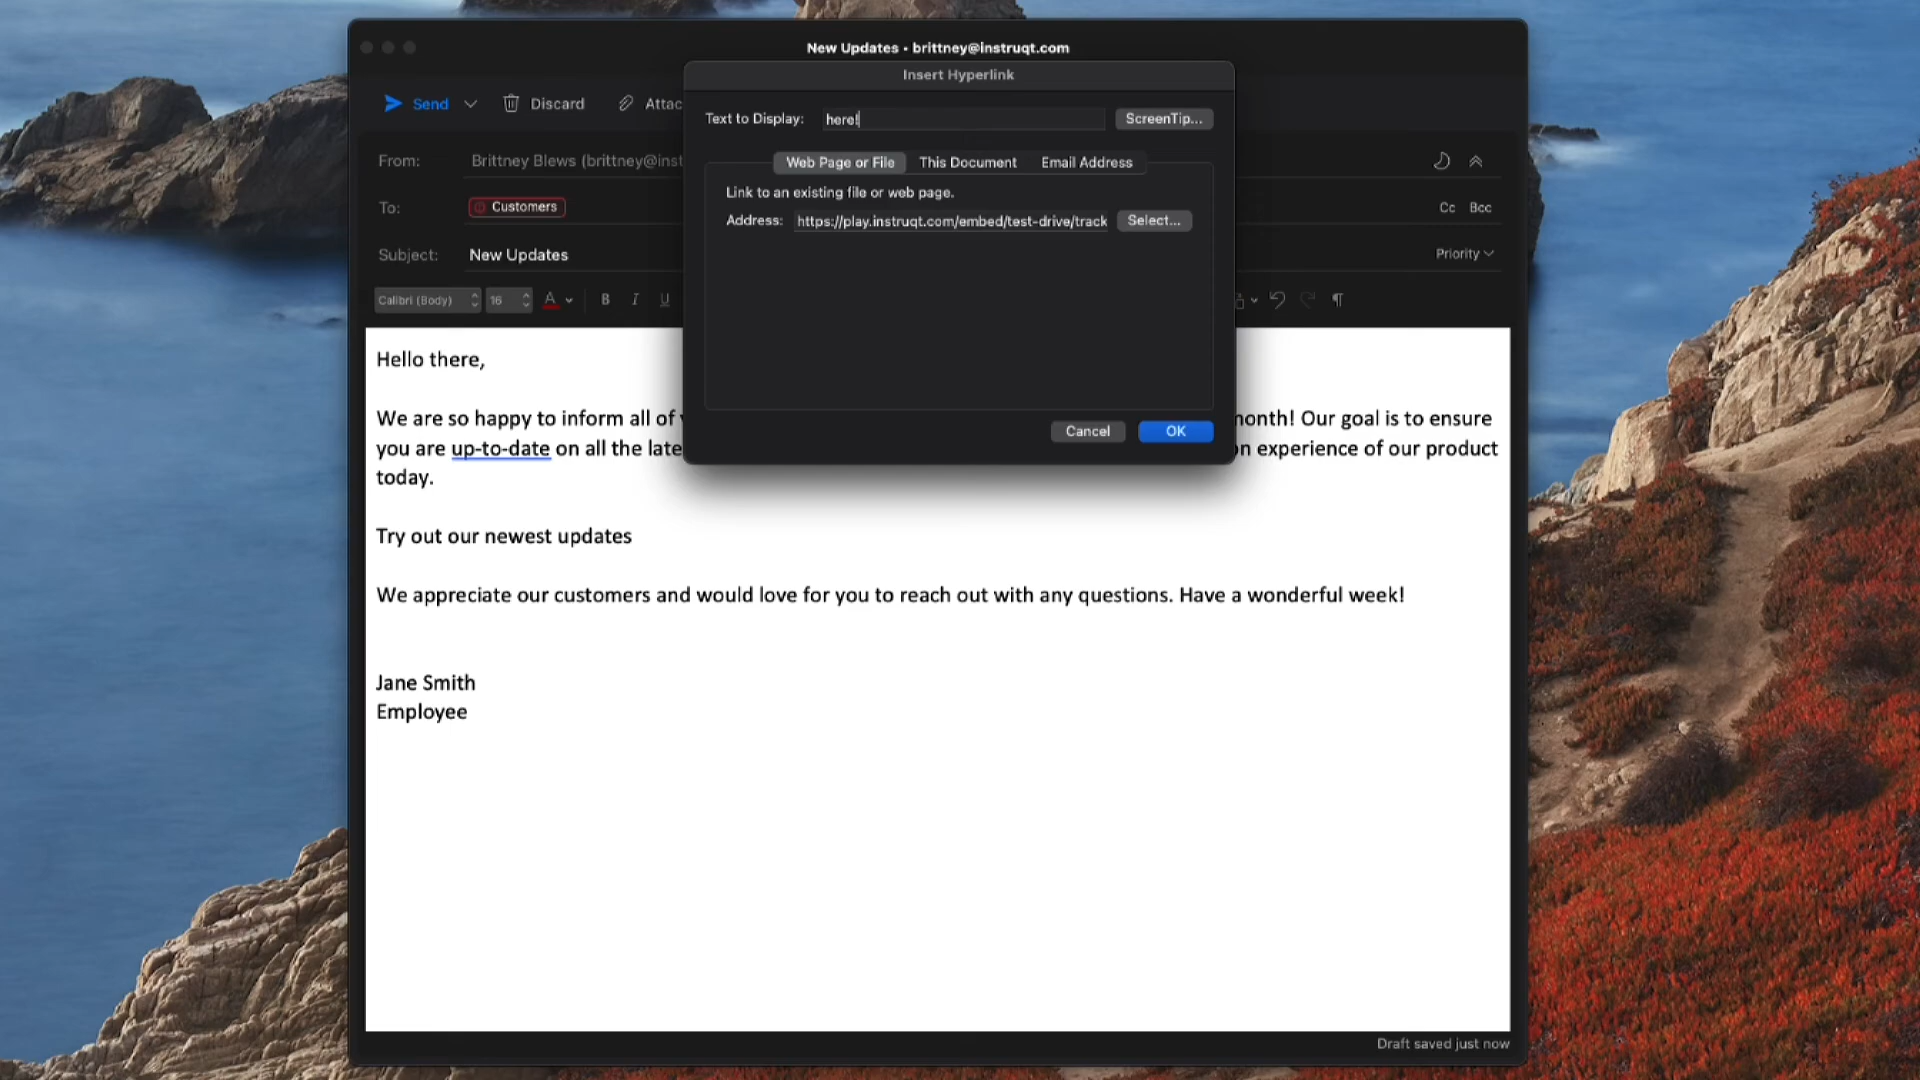 New Updates • brittney@instruqt.com
Insert Hyperlink
Send
Discard
Attac
Text to Display: here!
ScreenTip...
From: Brittney Blews (brittney@inst
Web Page or File
This Document
Email Address
Link to an existing file or web page.
To: Customers
Cc
Bcc
Address: https://play.instruqt.com/embed/test-drive/track
Select...
Subject: New Updates
Priority
Calibri (Body)
16
A
B
I
U
Hello there,
We are so happy to inform all of month! Our goal is to ensure
Cancel
OK
you are up-to-date on all the late n experience of our product
today.
Try out our newest updates
We appreciate our customers and would love for you to reach out with any questions. Have a wonderful week!
Jane Smith
Employee
Draft saved just now